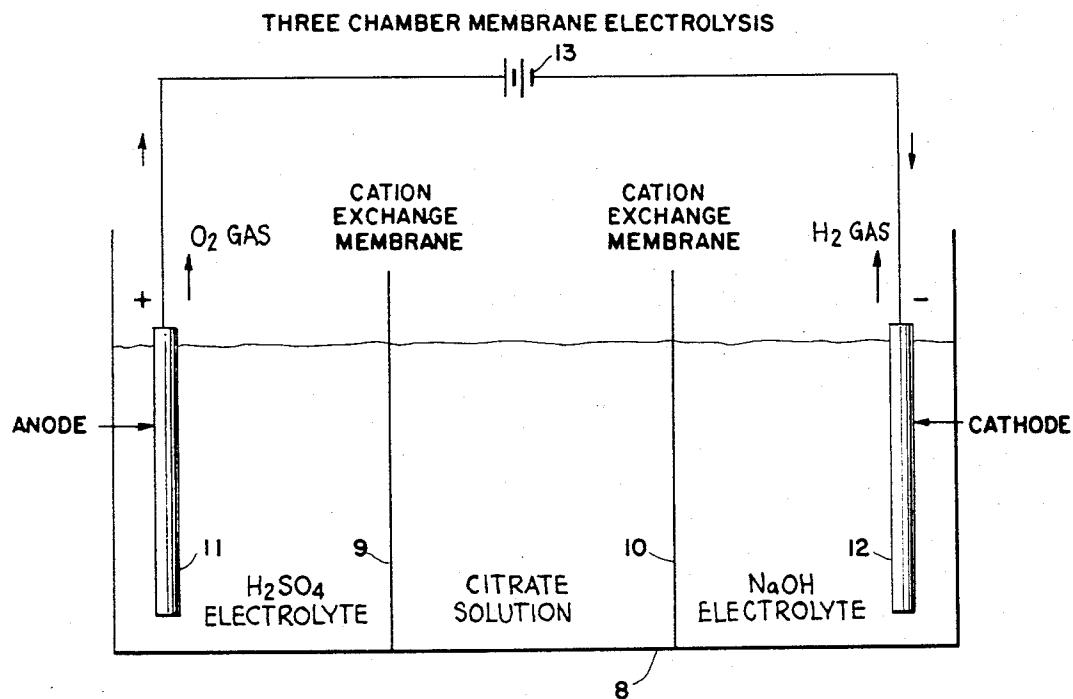 THREE CHAMBER MEMBRANE ELECTROLYSIS
13
CATION
EXCHANGE
MEMBRANE
CATION
EXCHANGE
MEMBRANE
O2 GAS
H2 GAS
+
-
ANODE
CATHODE
11
9
10
12
H2SO4
ELECTROLYTE
CITRATE
SOLUTION
NaOH
ELECTROLYTE
8